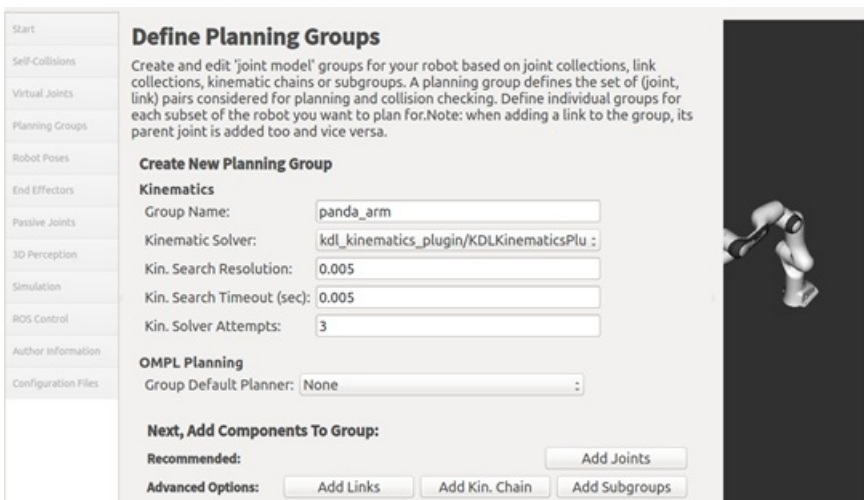 Start
Self-Collisions
Virtual Joints
Planning Groups
Robot Poses
End Effectors
Passive Joints
3D Perception
Simulation
ROS Control
Author Information
Configuration Files
Define Planning Groups
Create and edit 'joint model' groups for your robot based on joint collections, link
collections, kinematic chains or subgroups. A planning group defines the set of (joint,
link) pairs considered for planning and collision checking. Define individual groups for
each subset of the robot you want to plan for.Note: when adding a link to the group, its
parent joint is added too and vice versa.
Create New Planning Group
Kinematics
Group Name: panda_arm
Kinematic Solver: kdl_kinematics_plugin/KDLKinematicsPlu
Kin. Search Resolution: 0.005
Kin. Search Timeout (sec): 0.005
Kin. Solver Attempts: 3
OMPL Planning
Group Default Planner: None
Next, Add Components To Group:
Recommended: Add Joints
Advanced Options: Add Links Add Kin. Chain Add Subgroups